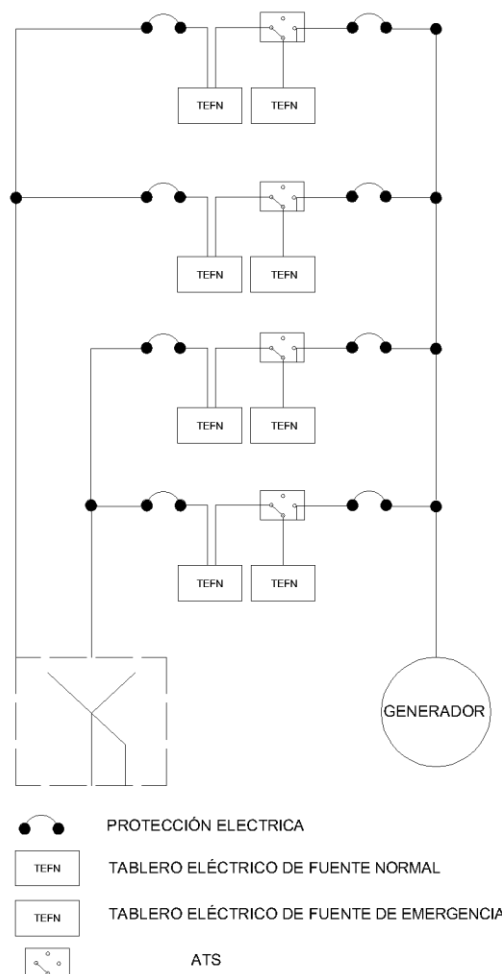 TEFN TEFN
TEFN TEFN
TEFN TEFN
TEFN TEFN
GENERADOR
PROTECCIÓN ELECTRICA
TEFN TABLERO ELÉCTRICO DE FUENTE NORMAL
TEFN TABLERO ELÉCTRICO DE FUENTE DE EMERGENCIA
ATS